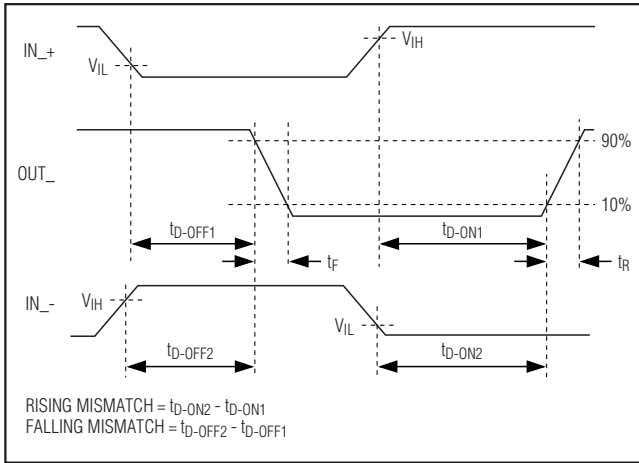 IN_+
VIH
VIL
90%
OUT_
10%
tD-OFF1
tD-ON1
tF
tR
IN_-
VIH
VIL
tD-OFF2
tD-ON2
RISING MISMATCH = tD-ON2 - tD-ON1
FALLING MISMATCH = tD-OFF2 - tD-OFF1